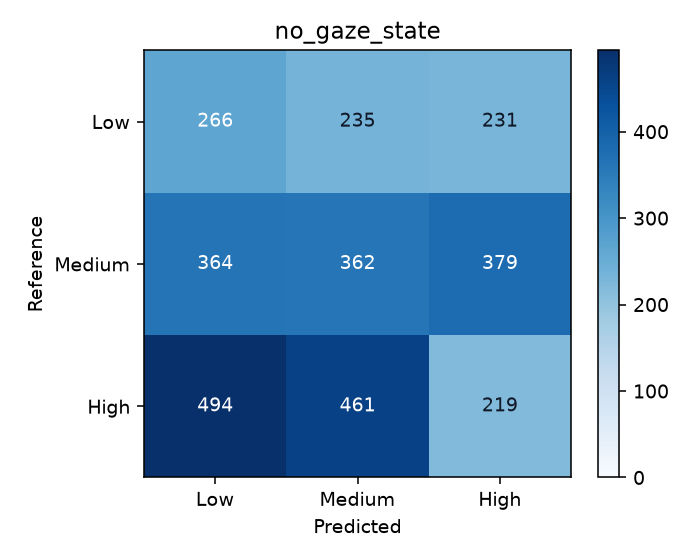 no_gaze_state
Low 266 235 231
Medium 364 362 379
High 494 461 219
Low Medium High
Predicted
Reference
400
300
200
100
0